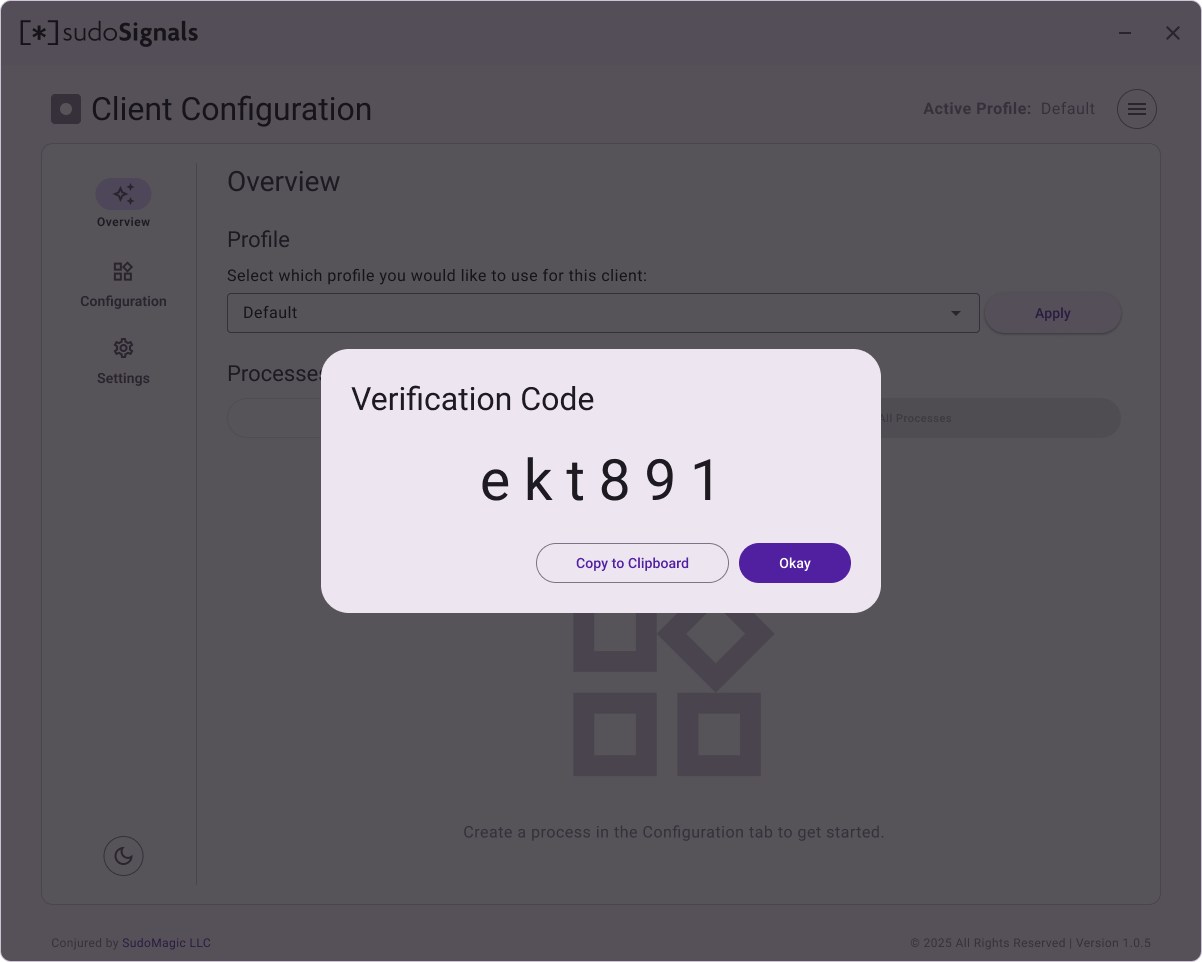 [*]sudoSignals
Client Configuration
Active Profile: Default
Overview
Configuration
Settings
Overview
Profile
Select which profile you would like to use for this client:
Default
Apply
Processes
All Processes
Verification Code
ekt891
Copy to Clipboard
Okay
Create a process in the Configuration tab to get started.
Conjured by SudoMagic LLC
© 2025 All Rights Reserved | Version 1.0.5